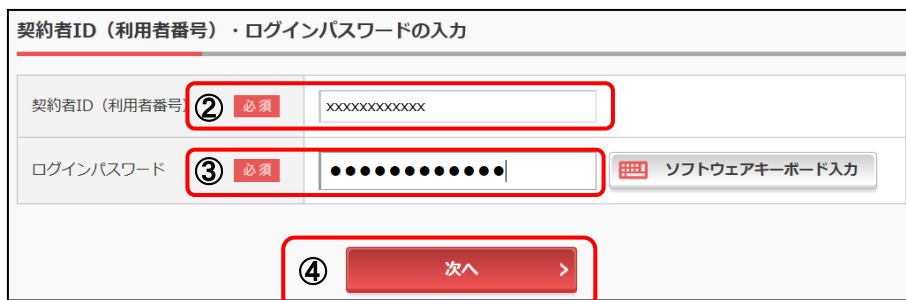 契約者ID（利用者番号）・ログインパスワードの入力
契約者ID（利用者番号） ② 必須 xxxxxxxxxxxx
ログインパスワード ③ 必須 ●●●●●●●●●●●● ソフトウェアキーボード入力
④ 次へ